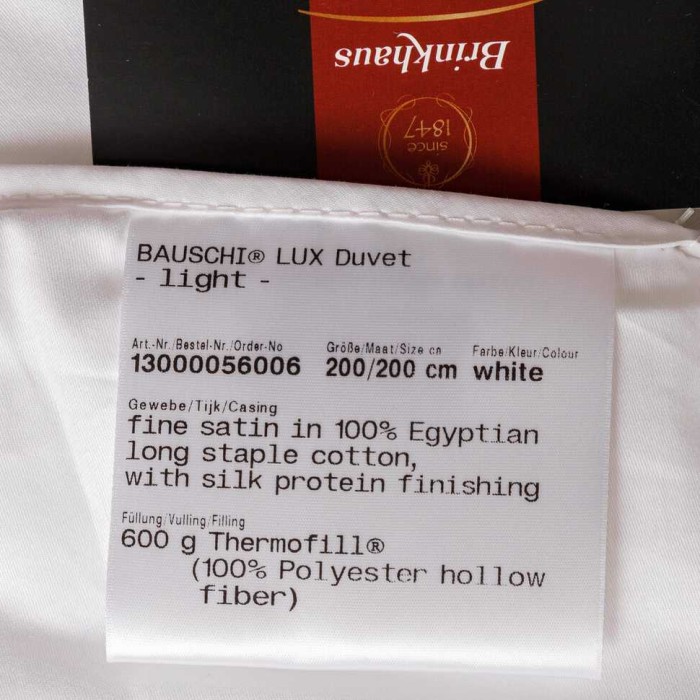 Brinkhaus
since
1847
BAUSCHI® LUX Duvet
- light -
Art.-Nr./Bestel-Nr./Order-No
Größe/Maat/Size cm
Farbe/Kleur/Colour
13000056006
200/200 cm
white
Gewebe/Tijk/Casing
fine satin in 100% Egyptian
long staple cotton,
with silk protein finishing
Füllung/Vulling/Filling
600 g Thermofill®
(100% Polyester hollow
fiber)